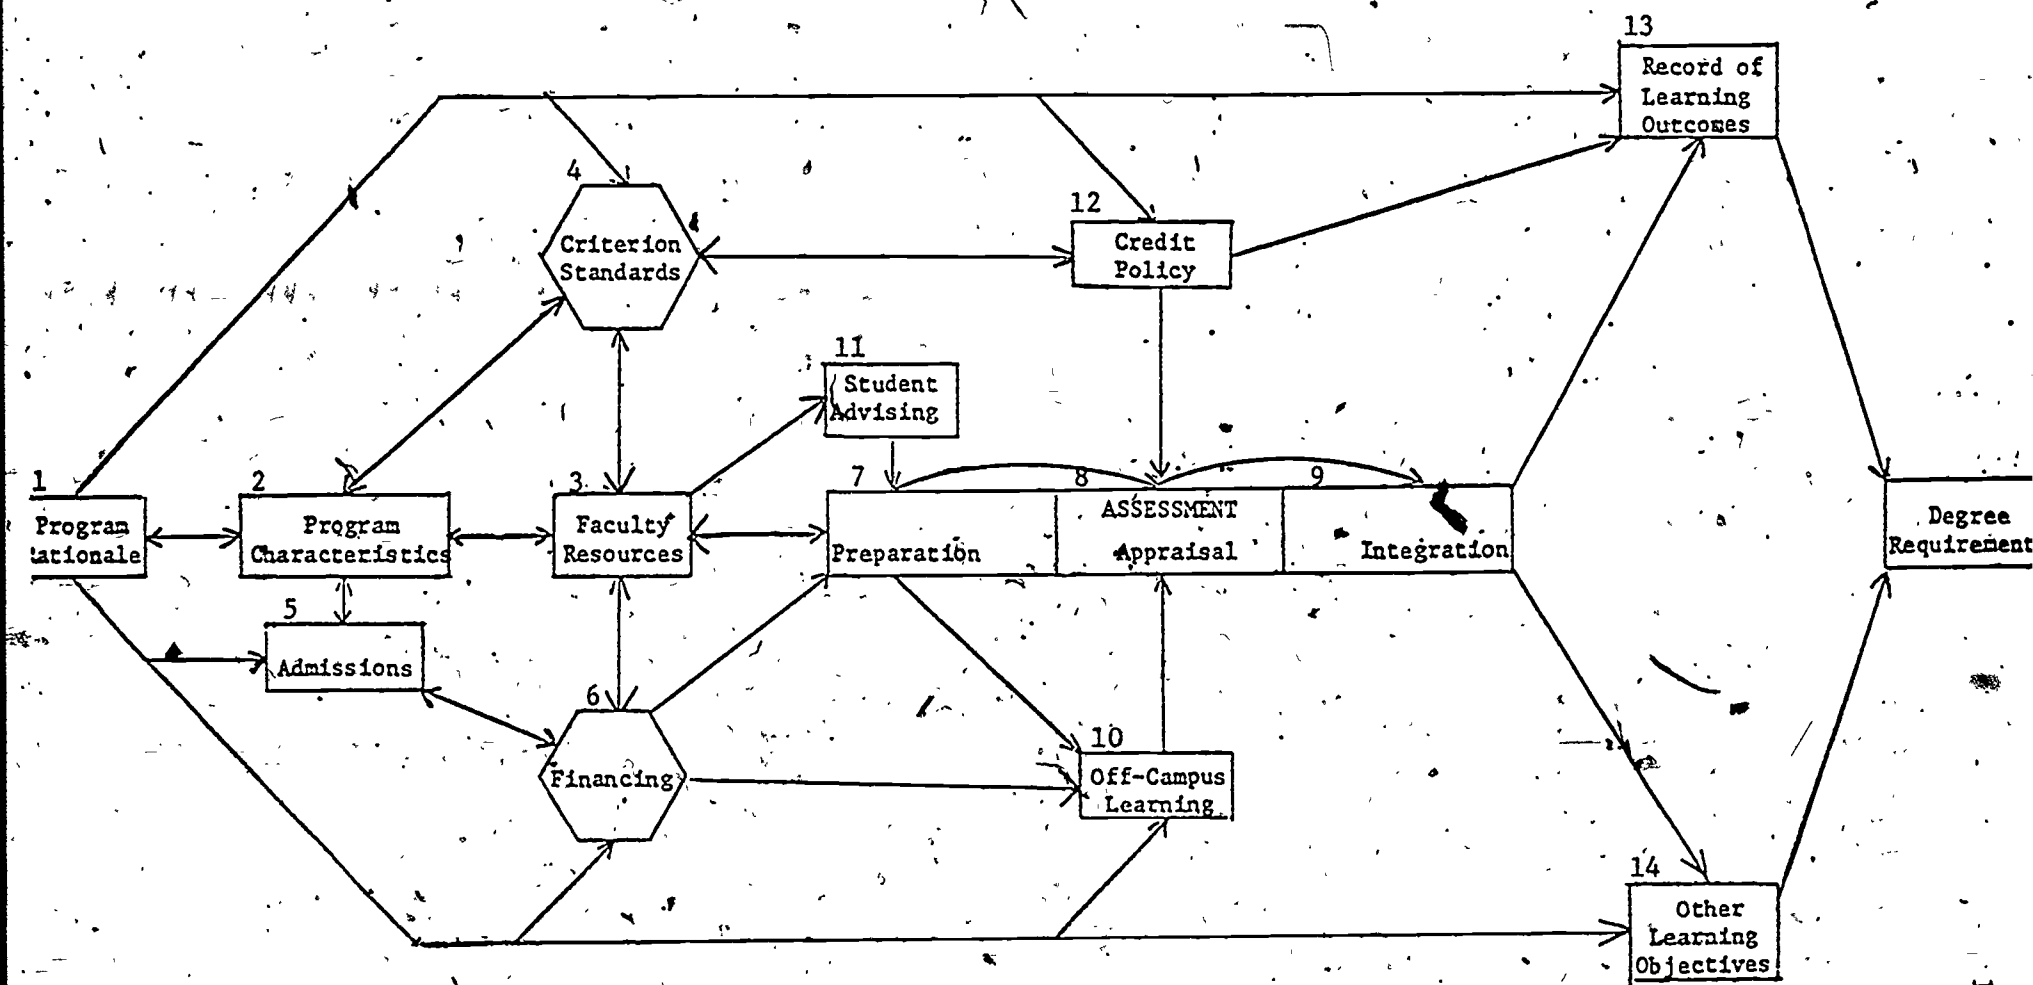 13
Record of
Learning
Outcomes
4
Criterion
Standards
12
Credit
Policy
11
Student
Advising
1
Program
ationale
2
Program
Characteristics
3
Faculty
Resources
7
Preparation
8
ASSESSMENT
Appraisal
9
Integration
Degree
Requirement
5
Admissions
6
Financing
10
Off-Campus
Learning
14
Other
Learning
Objectives